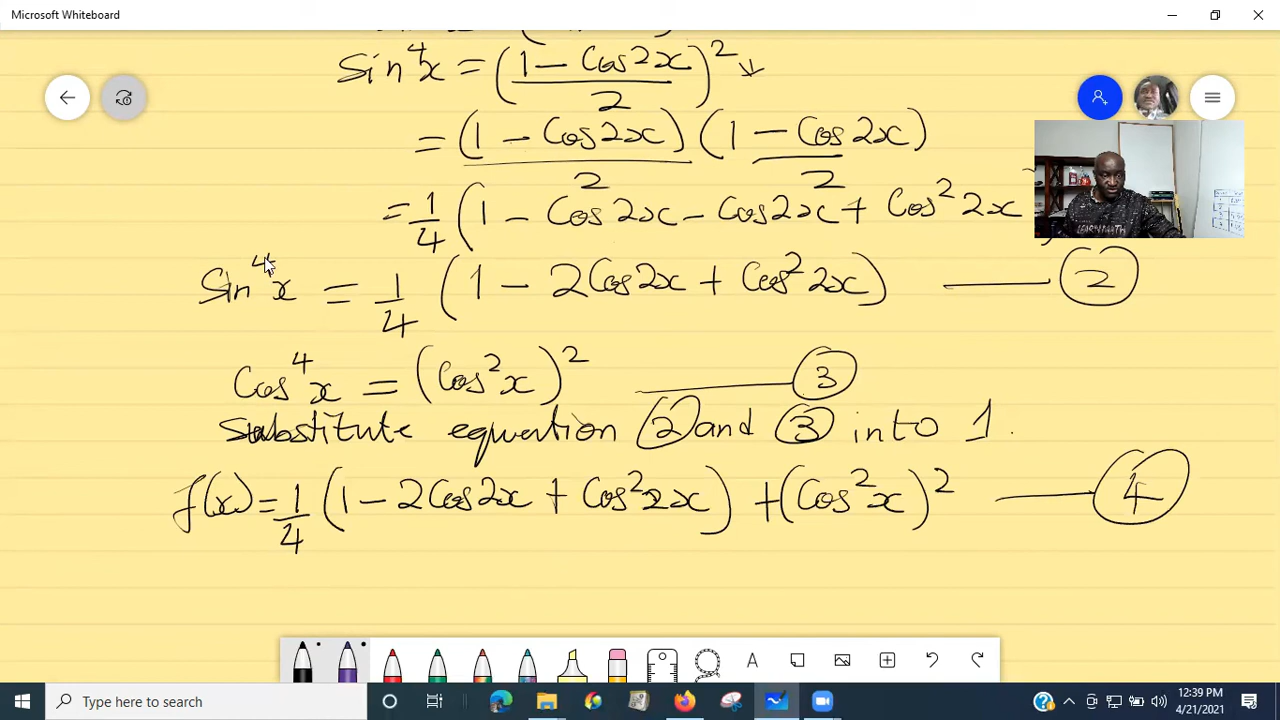 Microsoft Whiteboard
Sin⁴x = (1 - Cos2x / 2)²
= (1 - Cos2x) / 2 (1 - Cos2x) / 2
= 1/4 (1 - Cos2x - Cos2x + Cos²2x
LEARN MATH
Sin⁴x = 1/4 (1 - 2Cos2x + Cos²2x) — 2
Cos⁴x = (Cos²x)² — 3
Substitute equation 2 and 3 into 1.
f(x) = 1/4 (1 - 2Cos2x + Cos²2x) + (Cos²x)² — 4
A
Type here to search
12:39 PM
4/21/2021